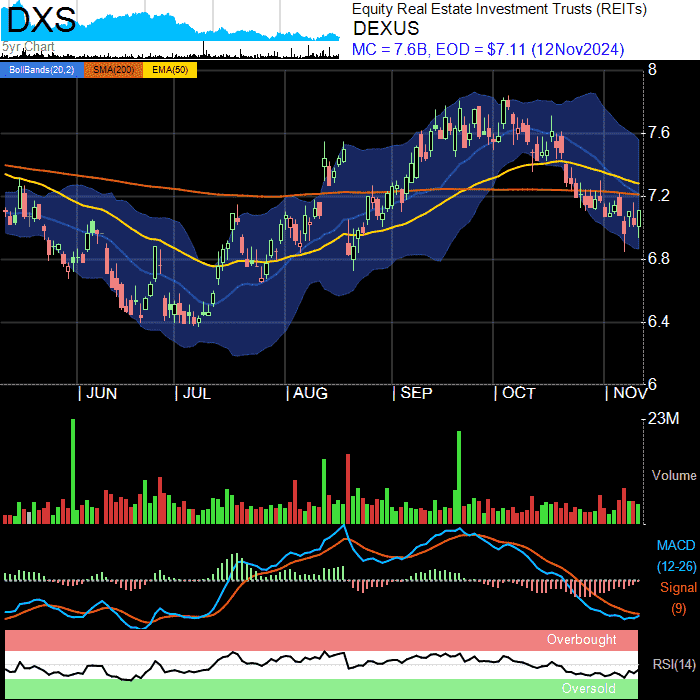 DXS
5yr Chart
Equity Real Estate Investment Trusts (REITs)
DEXUS
MC = 7.6B, EOD = $7.11 (12Nov2024)
BollBands(20,2) SMA(200) EMA(50)
8
7.6
7.2
6.8
6.4
6
| JUN | JUL | AUG | SEP | OCT | NOV
23M
Volume
MACD
(12-26)
Signal
(9)
Overbought
RSI(14)
Oversold